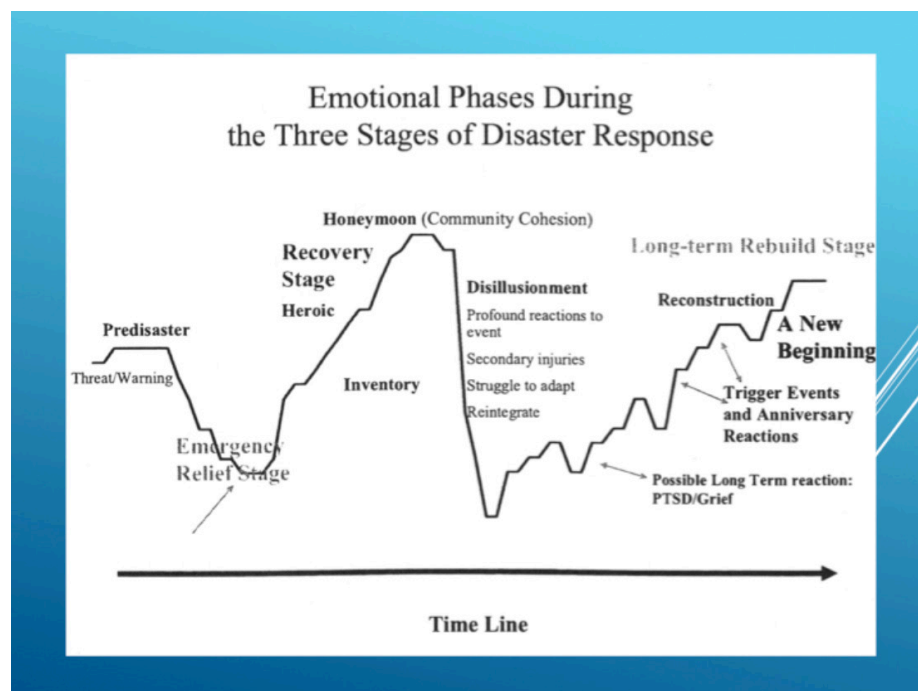 Emotional Phases During
the Three Stages of Disaster Response
Honeymoon (Community Cohesion)
Long-term Rebuild Stage
Recovery
Stage
Heroic
Disillusionment
Profound reactions to
event
Secondary injuries
Struggle to adapt
Reintegrate
Reconstruction
A New
Beginning
Predisaster
Threat/Warning
Inventory
Trigger Events
and Anniversary
Reactions
Emergency
Relief Stage
Possible Long Term reaction:
PTSD/Grief
Time Line